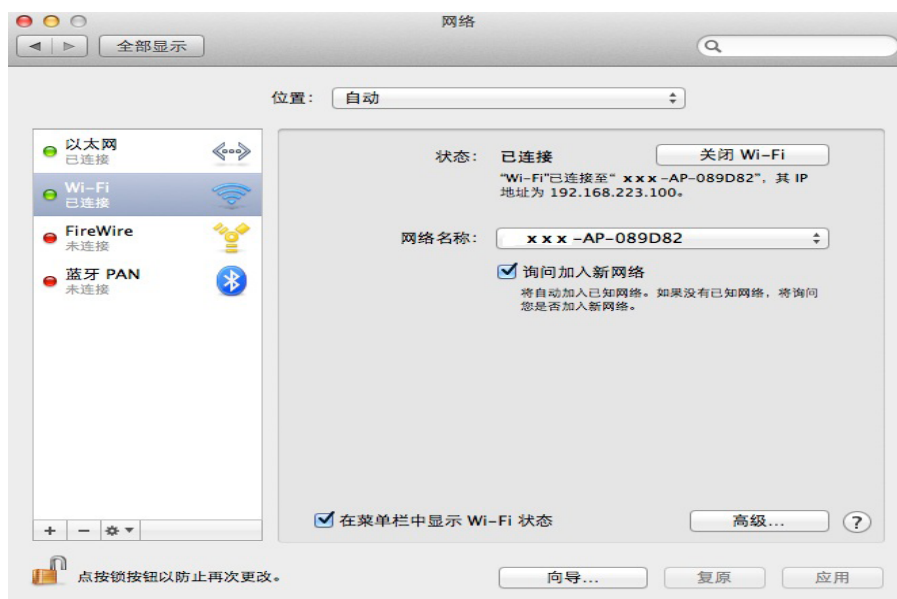 网络
全部显示
位置: 自动
以太网
已连接
Wi-Fi
已连接
FireWire
未连接
蓝牙 PAN
未连接
状态: 已连接 关闭 Wi-Fi
“Wi-Fi”已连接至“ xxx-AP-089D82”, 其 IP
地址为 192.168.223.100。
网络名称: xxx-AP-089D82
询问加入新网络
将自动加入已知网络。如果没有已知网络, 将询问
您是否加入新网络。
在菜单栏中显示 Wi-Fi 状态 高级... ?
点按锁按钮以防止再次更改。
向导... 复原 应用